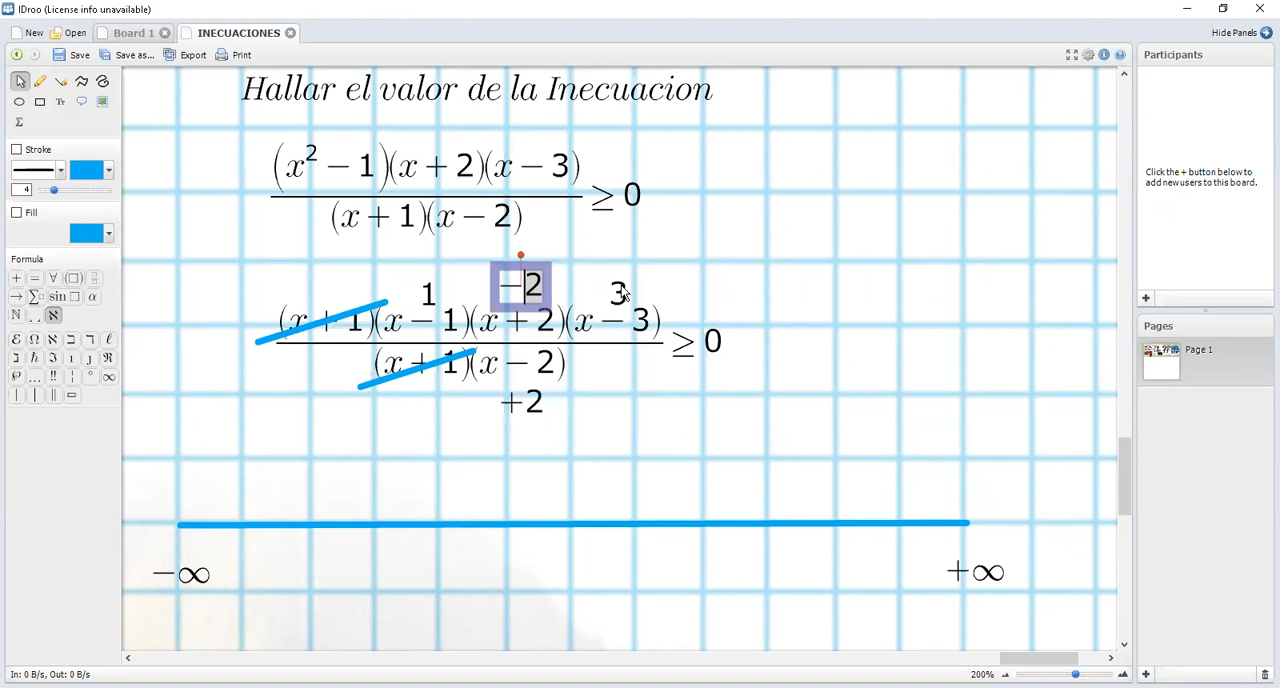 IDroo (License info unavailable)
New Open Board 1 INECUACIONES Hide Panels
Save Save as... Export Print
Stroke
4
Fill
Formula
Hallar el valor de la Inecuacion
(x² − 1)(x + 2)(x − 3)
≥ 0
(x + 1)(x − 2)
1 −2 3
(x + 1)(x − 1)(x + 2)(x − 3)
≥ 0
(x + 1)(x − 2)
+2
−∞ +∞
Participants
Click the + button below to
add new users to this board.
Pages
Page 1
In: 0 B/s, Out: 0 B/s
200%